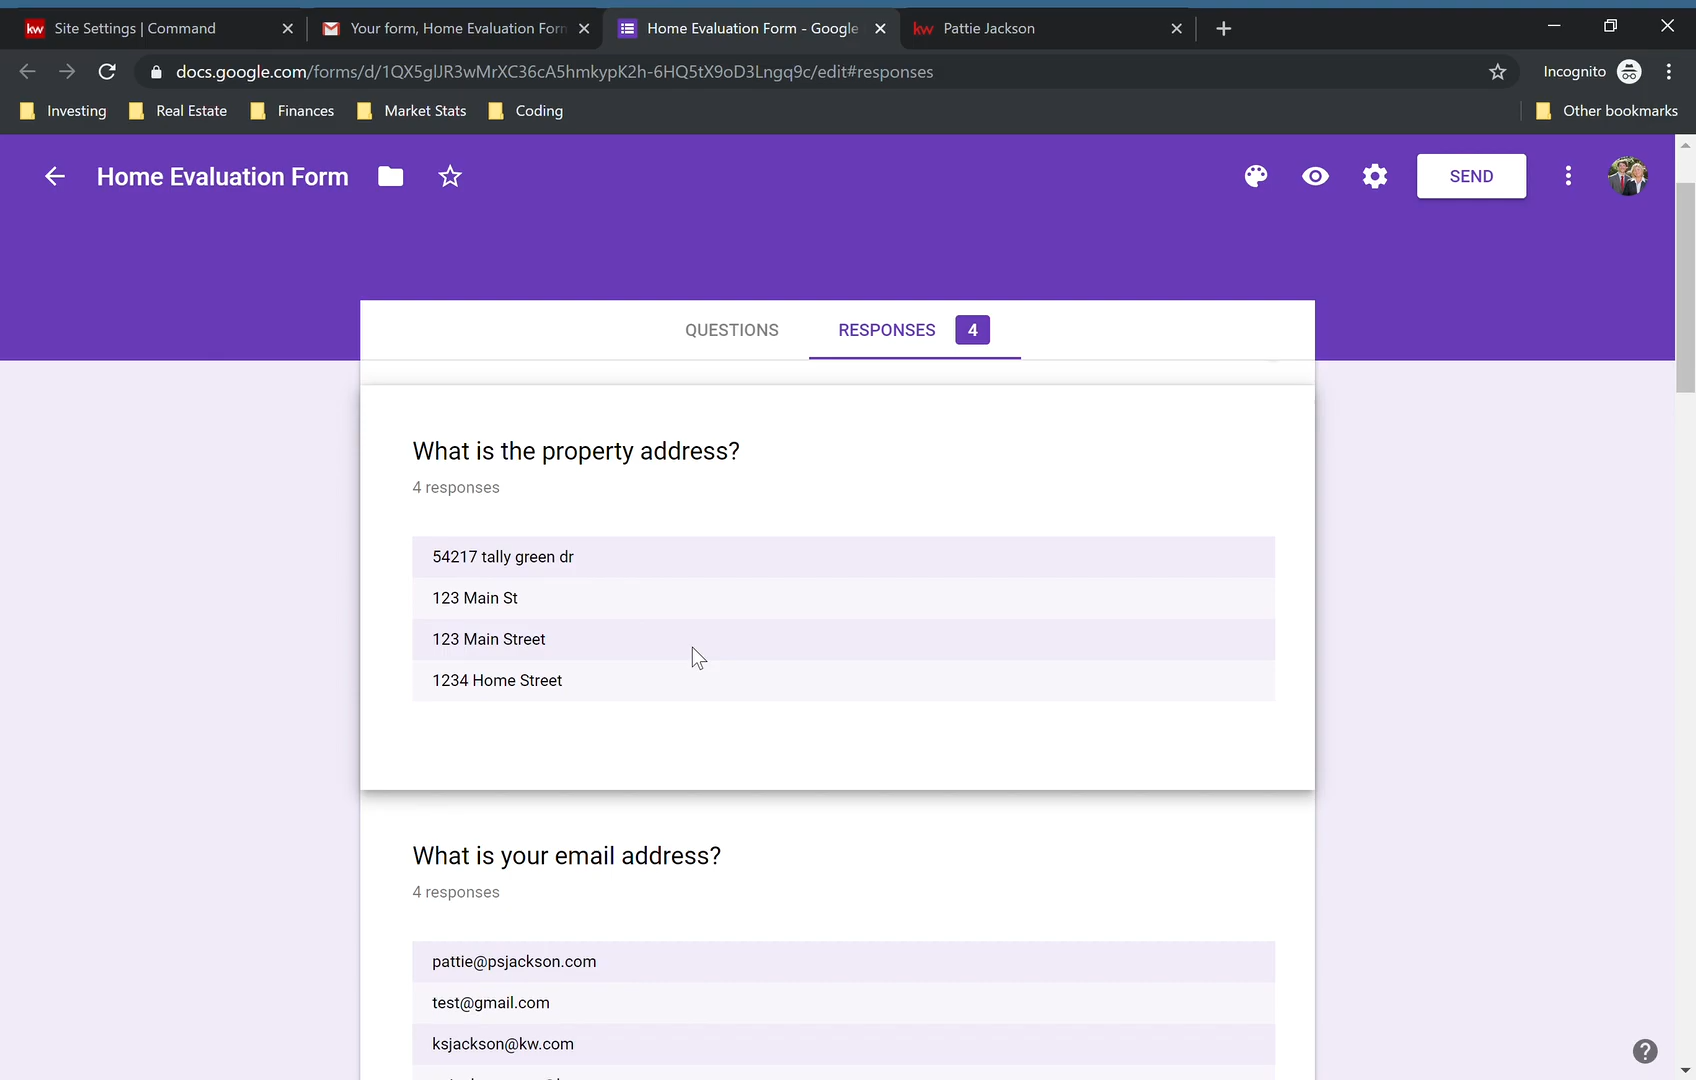 kw Site Settings | Command
Your form, Home Evaluation Form
Home Evaluation Form - Google
kw Pattie Jackson
docs.google.com/forms/d/1QX5glJR3wMrXC36cA5hmkypK2h-6HQ5tX9oD3Lngq9c/edit#responses
Incognito
Investing
Real Estate
Finances
Market Stats
Coding
Other bookmarks
Home Evaluation Form
SEND
QUESTIONS
RESPONSES 4
What is the property address?
4 responses
54217 tally green dr
123 Main St
123 Main Street
1234 Home Street
What is your email address?
4 responses
pattie@psjackson.com
test@gmail.com
ksjackson@kw.com